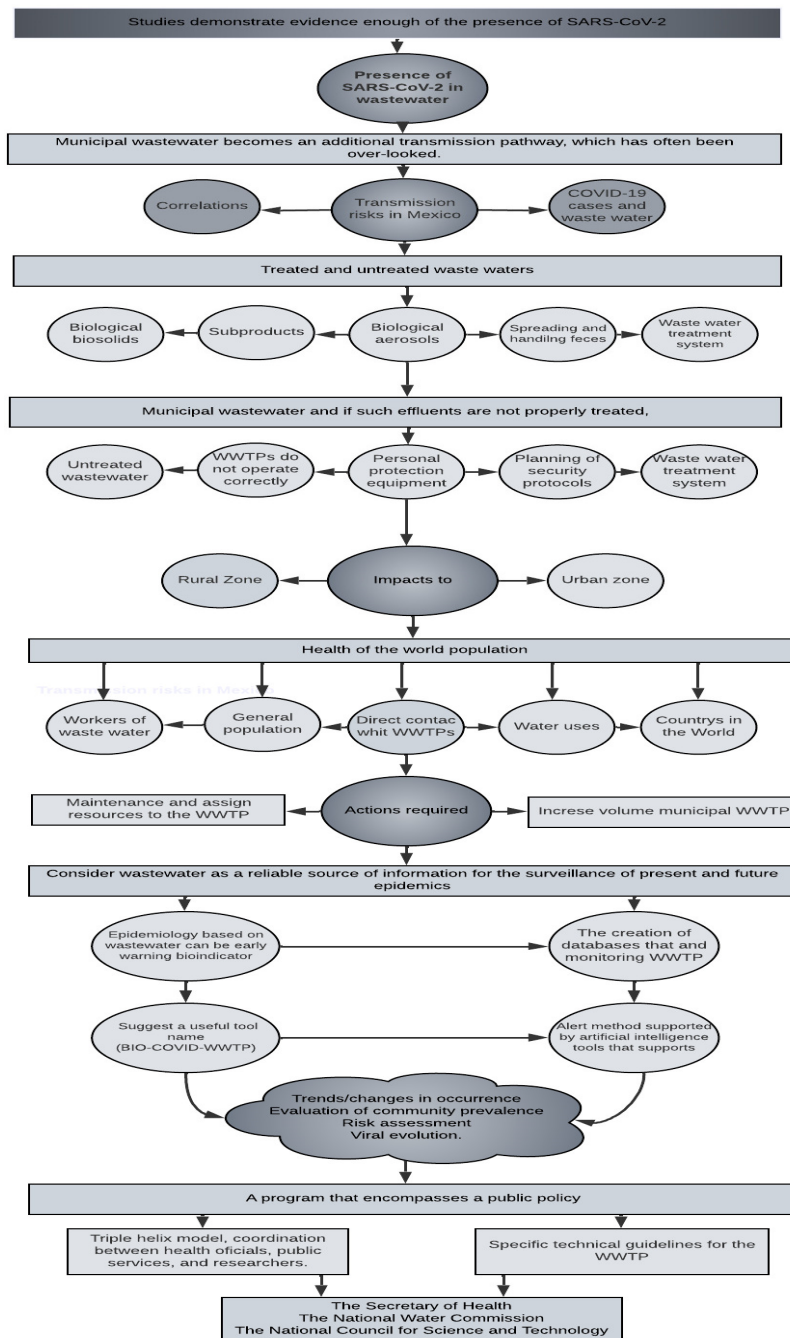 Studies demonstrate evidence enough of the presence of SARS-CoV-2
Presence of
SARS-CoV-2 in
wastewater
Municipal wastewater becomes an additional transmission pathway, which has often been
over-looked.
Correlations
Transmission
risks in Mexico
COVID-19
cases and
waste water
Treated and untreated waste waters
Biological
biosolids
Subproducts
Biological
aerosols
Spreading and
handilng feces
Waste water
treatment
system
Municipal wastewater and if such effluents are not properly treated,
Untreated
wastewater
WWTPs do
not operate
correctly
Personal
protection
equipment
Planning of
security
protocols
Waste water
treatment
system
Rural Zone
Impacts to
Urban zone
Health of the world population
Transmission risks in Mexico
Workers of
waste water
General
population
Direct contac
whit WWTPs
Water uses
Countrys in
the World
Maintenance and assign
resources to the WWTP
Actions required
Increse volume municipal WWTP
Consider wastewater as a reliable source of information for the surveillance of present and future
epidemics
Epidemiology based on
wastewater can be early
warning bioindicator
The creation of
databases that and
monitoring WWTP
Suggest a useful tool
name
(BIO-COVID-WWTP)
Alert method supported
by artificial intelligence
tools that supports
Trends/changes in occurrence
Evaluation of community prevalence
Risk assessment
Viral evolution.
A program that encompasses a public policy
Triple helix model, coordination
between health oficials, public
services, and researchers.
Specific technical guidelines for the
WWTP
The Secretary of Health
The National Water Commission
The National Council for Science and Technology